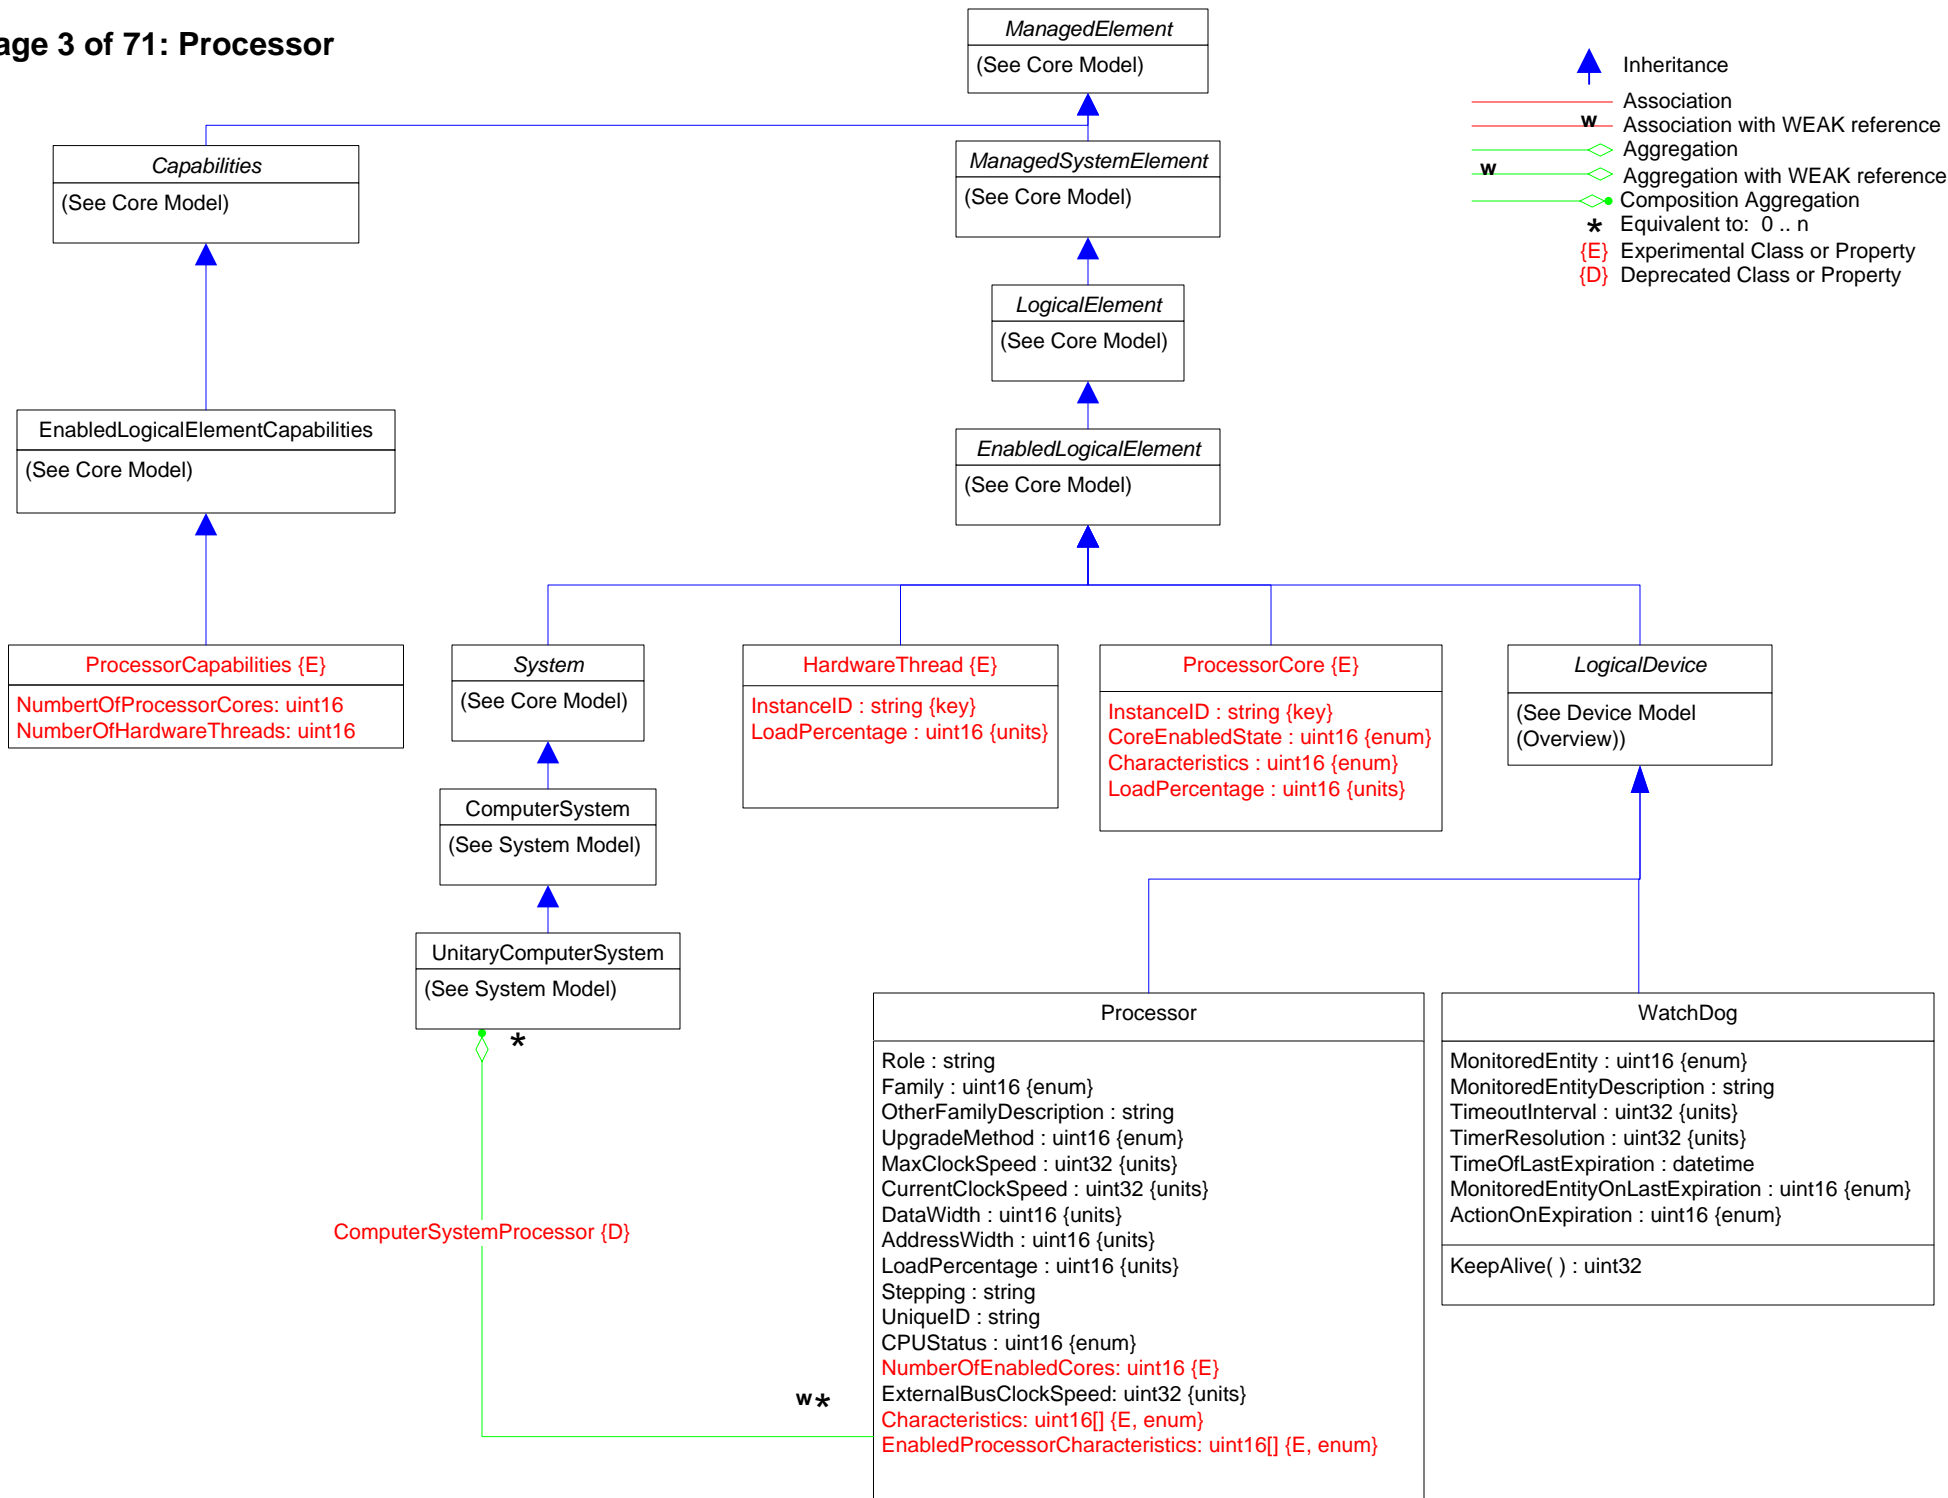 age 3 of 71: Processor
ManagedElement
(See Core Model)
Inheritance
Association
w Association with WEAK reference
Aggregation
w Aggregation with WEAK reference
Composition Aggregation
* Equivalent to: 0 .. n
{E} Experimental Class or Property
{D} Deprecated Class or Property
Capabilities
(See Core Model)
ManagedSystemElement
(See Core Model)
LogicalElement
(See Core Model)
EnabledLogicalElementCapabilities
(See Core Model)
EnabledLogicalElement
(See Core Model)
ProcessorCapabilities {E}
NumbertOfProcessorCores: uint16
NumberOfHardwareThreads: uint16
System
(See Core Model)
HardwareThread {E}
InstanceID : string {key}
LoadPercentage : uint16 {units}
ProcessorCore {E}
InstanceID : string {key}
CoreEnabledState : uint16 {enum}
Characteristics : uint16 {enum}
LoadPercentage : uint16 {units}
LogicalDevice
(See Device Model
(Overview))
ComputerSystem
(See System Model)
UnitaryComputerSystem
(See System Model)
*
ComputerSystemProcessor {D}
w*
Processor
Role : string
Family : uint16 {enum}
OtherFamilyDescription : string
UpgradeMethod : uint16 {enum}
MaxClockSpeed : uint32 {units}
CurrentClockSpeed : uint32 {units}
DataWidth : uint16 {units}
AddressWidth : uint16 {units}
LoadPercentage : uint16 {units}
Stepping : string
UniqueID : string
CPUStatus : uint16 {enum}
NumberOfEnabledCores: uint16 {E}
ExternalBusClockSpeed: uint32 {units}
Characteristics: uint16[] {E, enum}
EnabledProcessorCharacteristics: uint16[] {E, enum}
WatchDog
MonitoredEntity : uint16 {enum}
MonitoredEntityDescription : string
TimeoutInterval : uint32 {units}
TimerResolution : uint32 {units}
TimeOfLastExpiration : datetime
MonitoredEntityOnLastExpiration : uint16 {enum}
ActionOnExpiration : uint16 {enum}
KeepAlive( ) : uint32